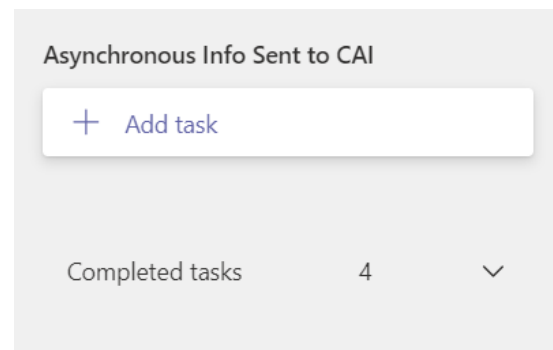 Asynchronous Info Sent to CAI
+ Add task
Completed tasks 4